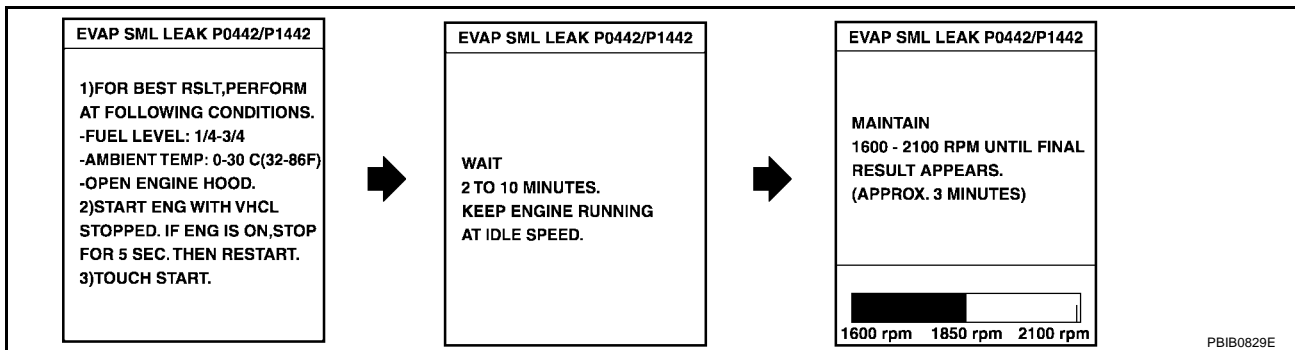 EVAP SML LEAK P0442/P1442
1)FOR BEST RSLT,PERFORM
AT FOLLOWING CONDITIONS.
-FUEL LEVEL: 1/4-3/4
-AMBIENT TEMP: 0-30 C(32-86F)
-OPEN ENGINE HOOD.
2)START ENG WITH VHCL
STOPPED. IF ENG IS ON,STOP
FOR 5 SEC. THEN RESTART.
3)TOUCH START.
EVAP SML LEAK P0442/P1442
WAIT
2 TO 10 MINUTES.
KEEP ENGINE RUNNING
AT IDLE SPEED.
EVAP SML LEAK P0442/P1442
MAINTAIN
1600 - 2100 RPM UNTIL FINAL
RESULT APPEARS.
(APPROX. 3 MINUTES)
1600 rpm 1850 rpm 2100 rpm
PBIB0829E